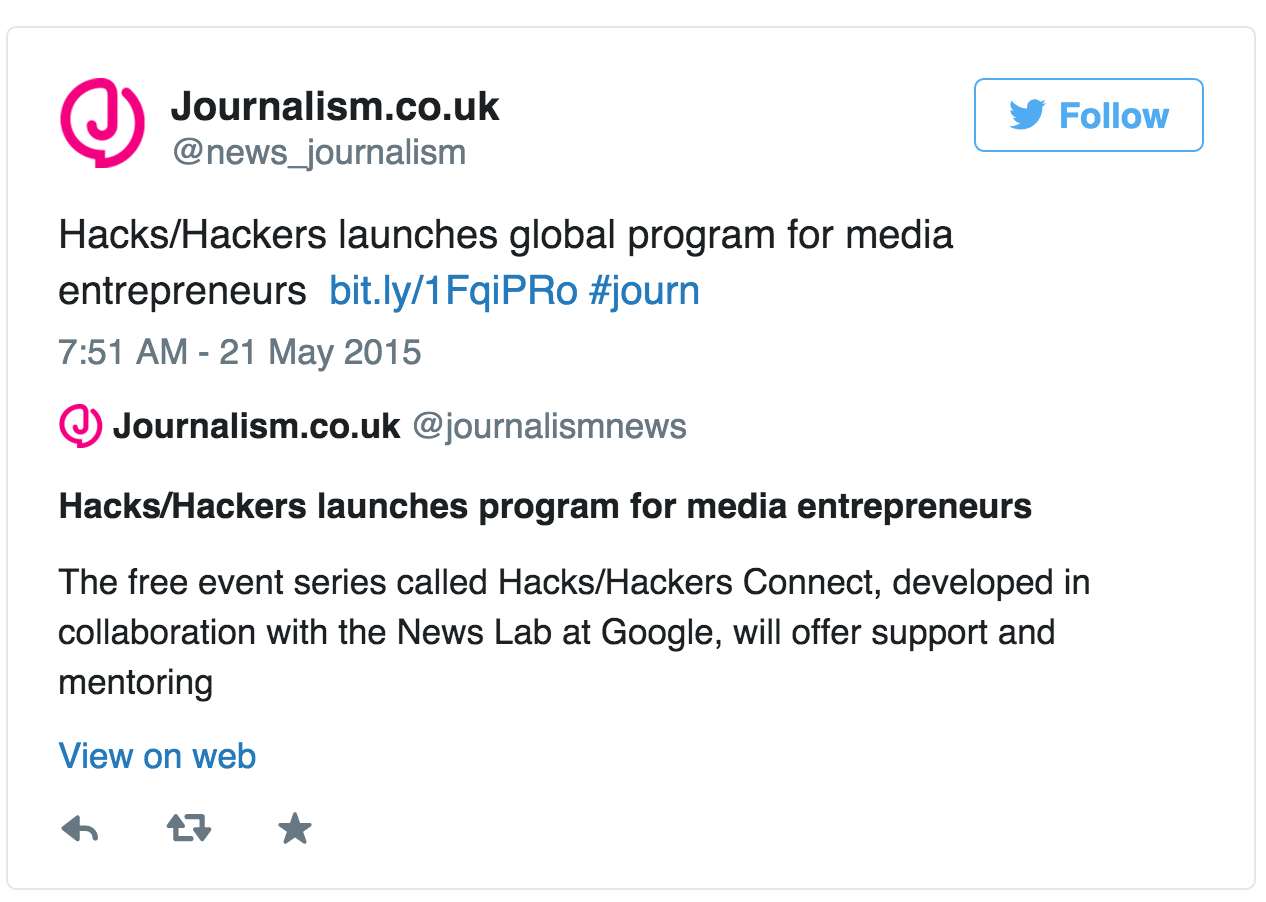 Journalism.co.uk
@news_journalism
Follow
Hacks/Hackers launches global program for media
entrepreneurs bit.ly/1FqiPRo #journ
7:51 AM - 21 May 2015
Journalism.co.uk @journalismnews
Hacks/Hackers launches program for media entrepreneurs
The free event series called Hacks/Hackers Connect, developed in
collaboration with the News Lab at Google, will offer support and
mentoring
View on web